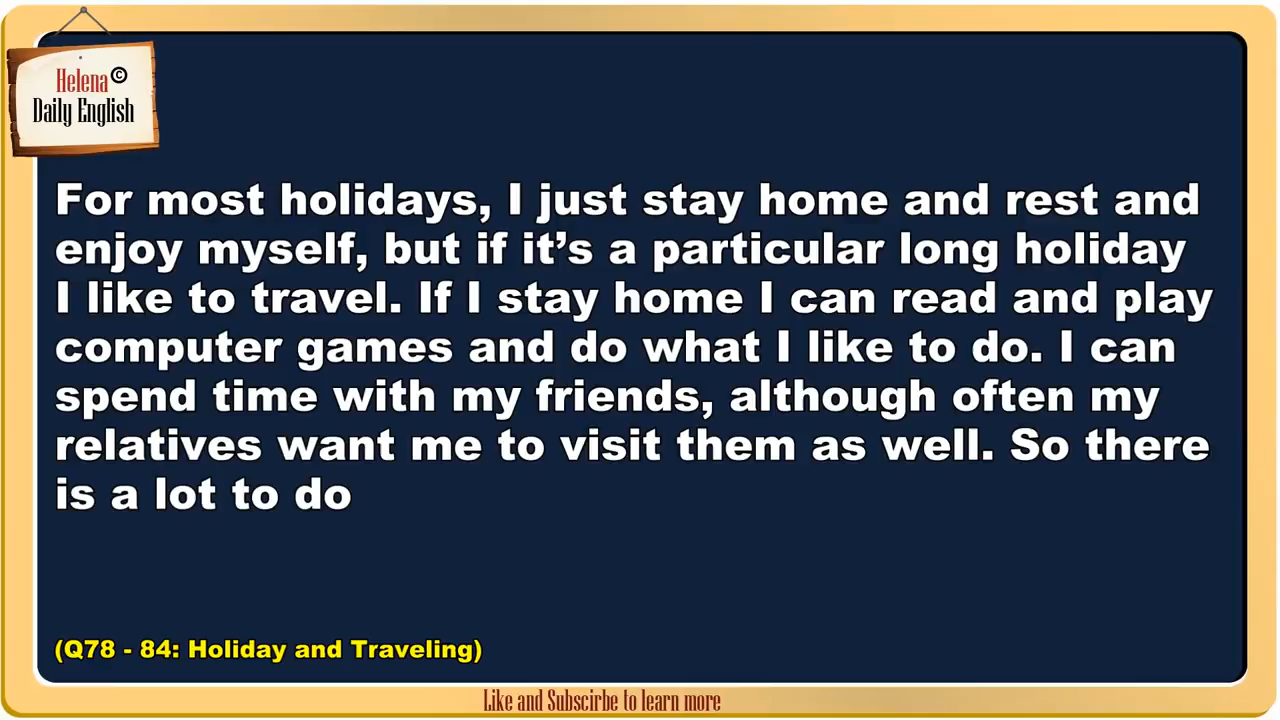 Helena©
Daily English
For most holidays, I just stay home and rest and
enjoy myself, but if it’s a particular long holiday
I like to travel. If I stay home I can read and play
computer games and do what I like to do. I can
spend time with my friends, although often my
relatives want me to visit them as well. So there
is a lot to do
(Q78 - 84: Holiday and Traveling)
Like and Subscirbe to learn more